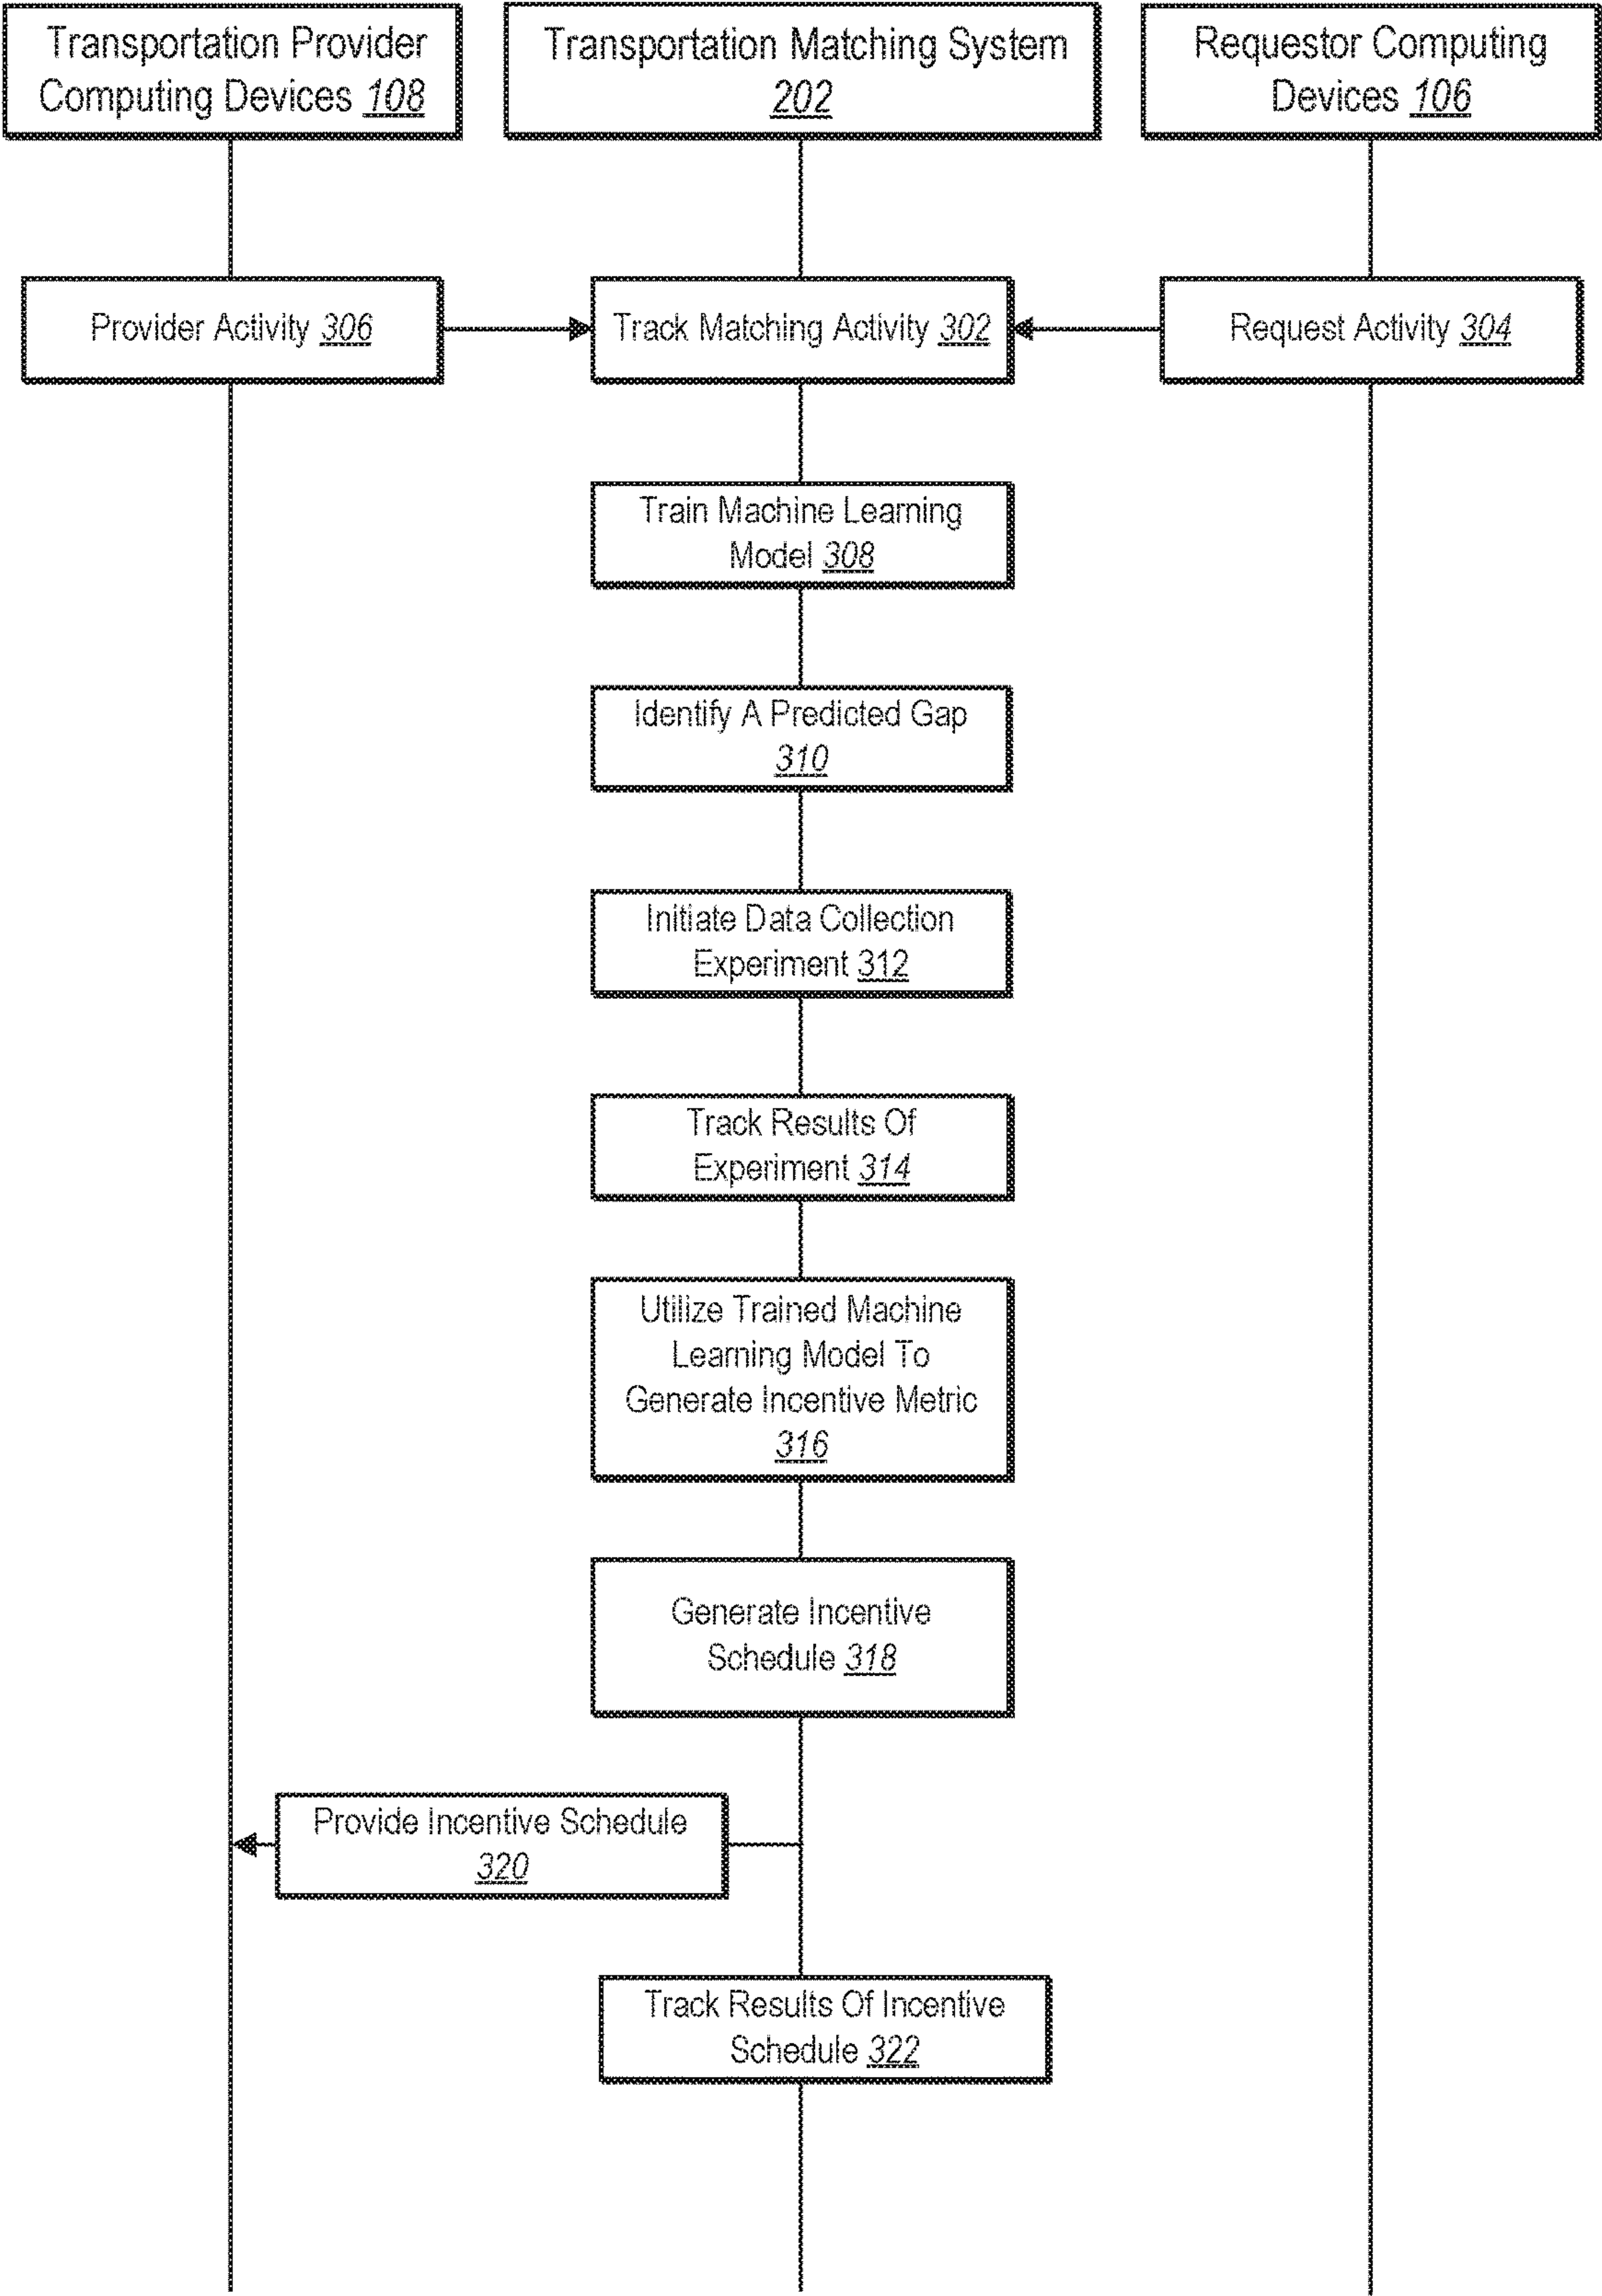 Transportation Provider
Computing Devices 108
Transportation Matching System
202
Requestor Computing
Devices 106
Provider Activity 306
Track Matching Activity 302
Request Activity 304
Train Machine Learning
Model 308
Identify A Predicted Gap
310
Initiate Data Collection
Experiment 312
Track Results Of
Experiment 314
Utilize Trained Machine
Learning Model To
Generate Incentive Metric
316
Generate Incentive
Schedule 318
Provide Incentive Schedule
320
Track Results Of Incentive
Schedule 322